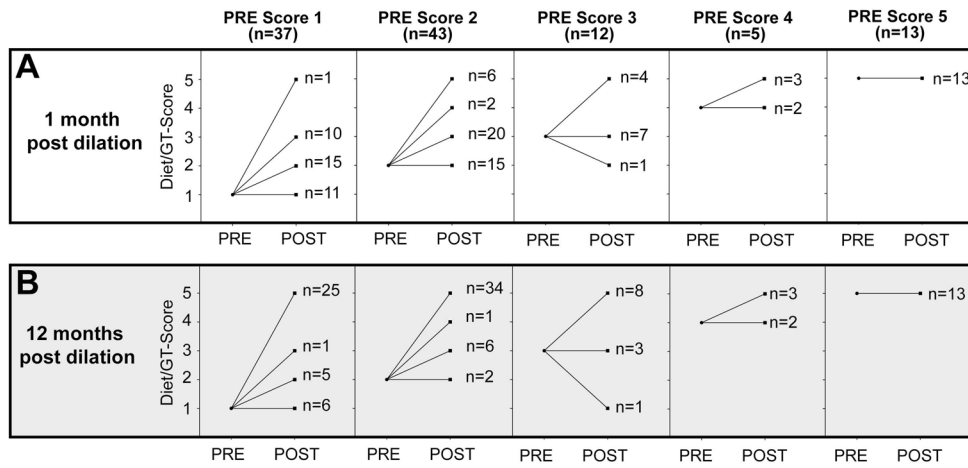 PRE Score 1 PRE Score 2 PRE Score 3 PRE Score 4 PRE Score 5
(n=37) (n=43) (n=12) (n=5) (n=13)
A
1 month
post dilation
Diet/GT-Score
5
4
3
2
1
n=1
n=10
n=15
n=11
n=6
n=2
n=20
n=15
n=4
n=7
n=1
n=3
n=2
n=13
PRE POST PRE POST PRE POST PRE POST PRE POST
B
12 months
post dilation
Diet/GT-Score
5
4
3
2
1
n=25
n=1
n=5
n=6
n=34
n=1
n=6
n=2
n=8
n=3
n=1
n=3
n=2
n=13
PRE POST PRE POST PRE POST PRE POST PRE POST